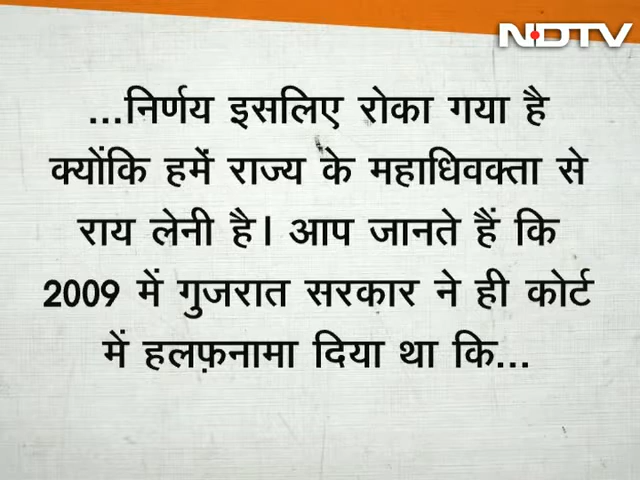 NDTV
...निर्णय इसलिए रोका गया है
क्योंकि हमें राज्य के महाधिवक्ता से
राय लेनी है। आप जानते हैं कि
2009 में गुजरात सरकार ने ही कोर्ट
में हलफ़नामा दिया था कि...